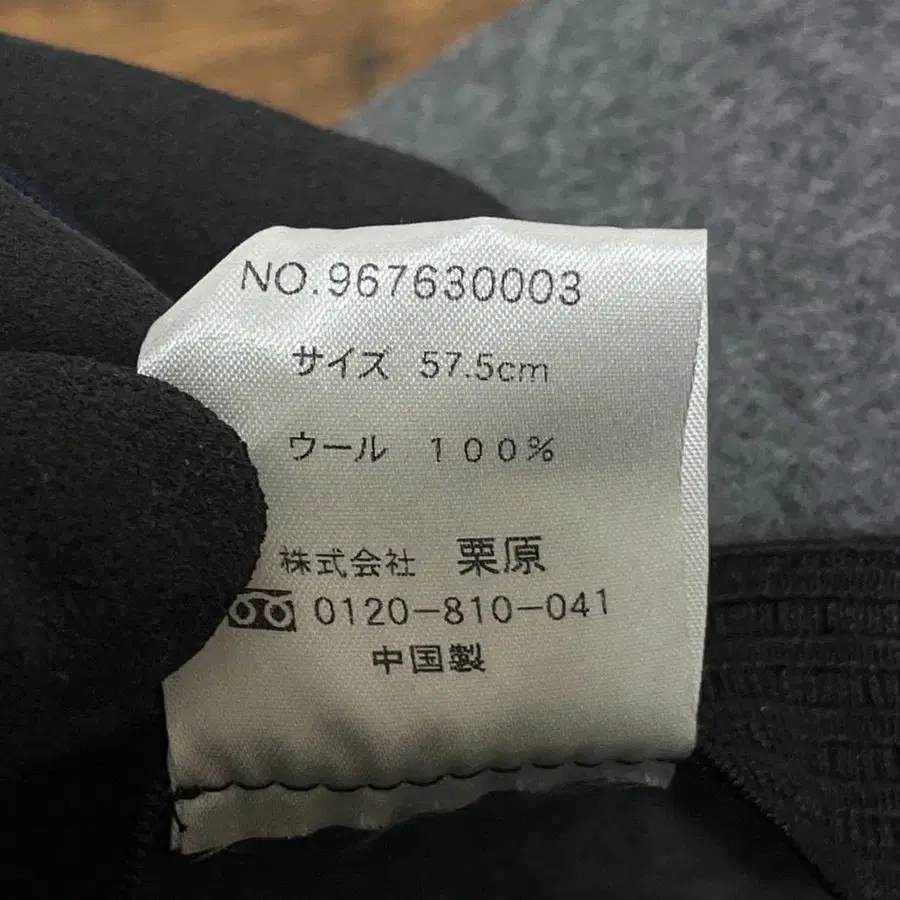 NO.967630003
サイズ 57.5cm
ウール 100%
株式会社 栗原
0120-810-041
中国製